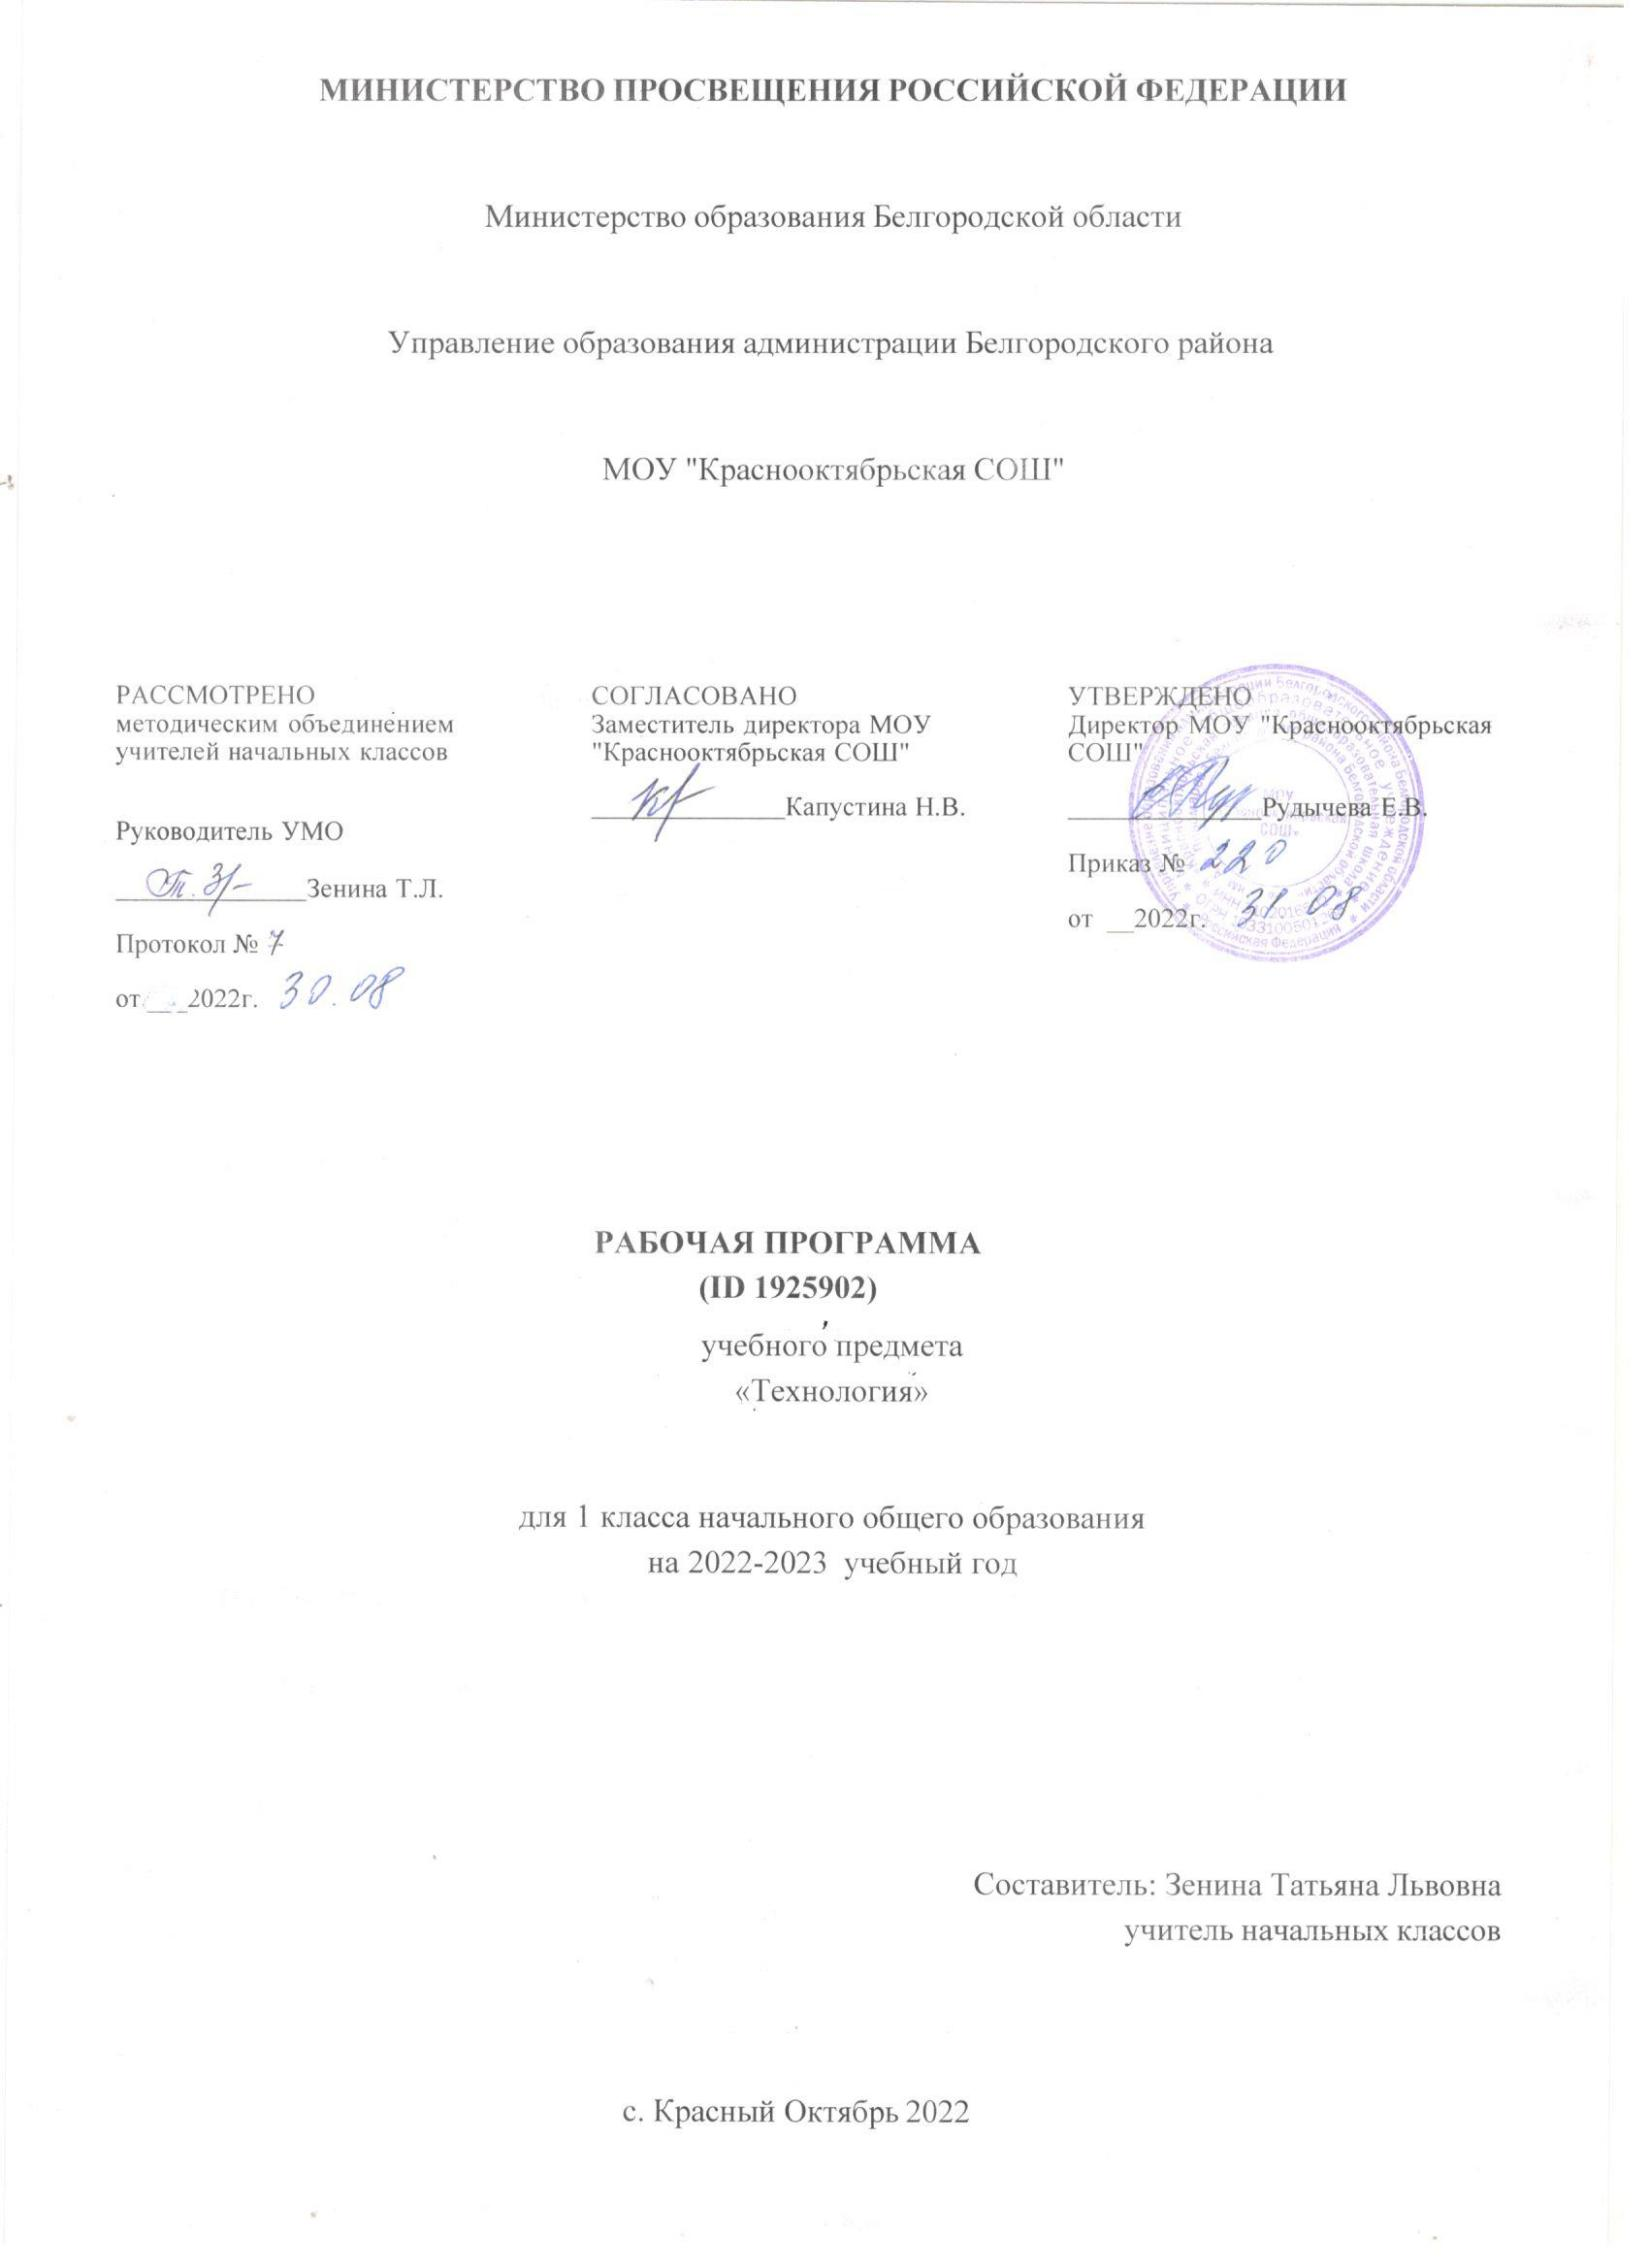 МИНИСТЕРСТВО ПРОСВЕЩЕНИЯ РОССИЙСКОЙ ФЕДЕРАЦИИ
Министерство образования Белгородской области
Управление образования администрации Белгородского района
МОУ "Краснооктябрьская СОШ"
РАССМОТРЕНО
методическим объединением
учителей начальных классов
Руководитель УМО
Зенина Т.Л.
Протокол № 7
от __ _2022г. 30.08
СОГЛАСОВАНО
Заместитель директора МОУ
"Краснооктябрьская СОШ"
Капустина Н.В.
УТВЕРЖДЕНО
Директор МОУ "Краснооктябрьская
СОШ"
Рудычева Е.В.
Приказ № 220
от __2022г. 31 08
РАБОЧАЯ ПРОГРАММА
(ID 1925902)
учебного предмета
«Технология»
для 1 класса начального общего образования
на 2022-2023 учебный год
Составитель: Зенина Татьяна Львовна
учитель начальных классов
с. Красный Октябрь 2022